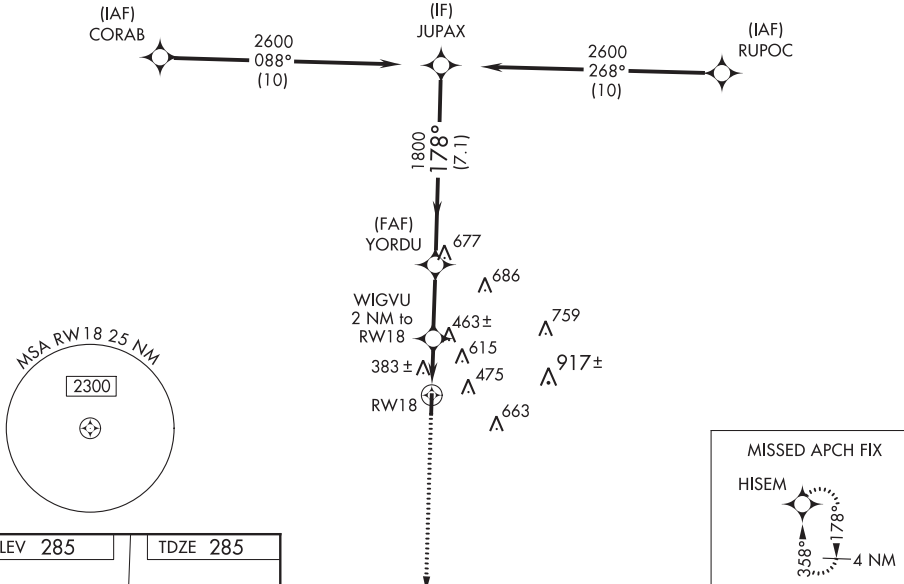 (IAF)
CORAB
2600
088°
(10)
(IF)
JUPAX
2600
268°
(10)
(IAF)
RUPOC
1800
178°
(7.1)
(FAF)
YORDU
677
686
WIGVU
2 NM to
RW18
463±
759
615
383 ±
475
917±
RW18
663
MSA RW18 25 NM
2300
MISSED APCH FIX
HISEM
358°
178°
4 NM
LEV 285
TDZE 285